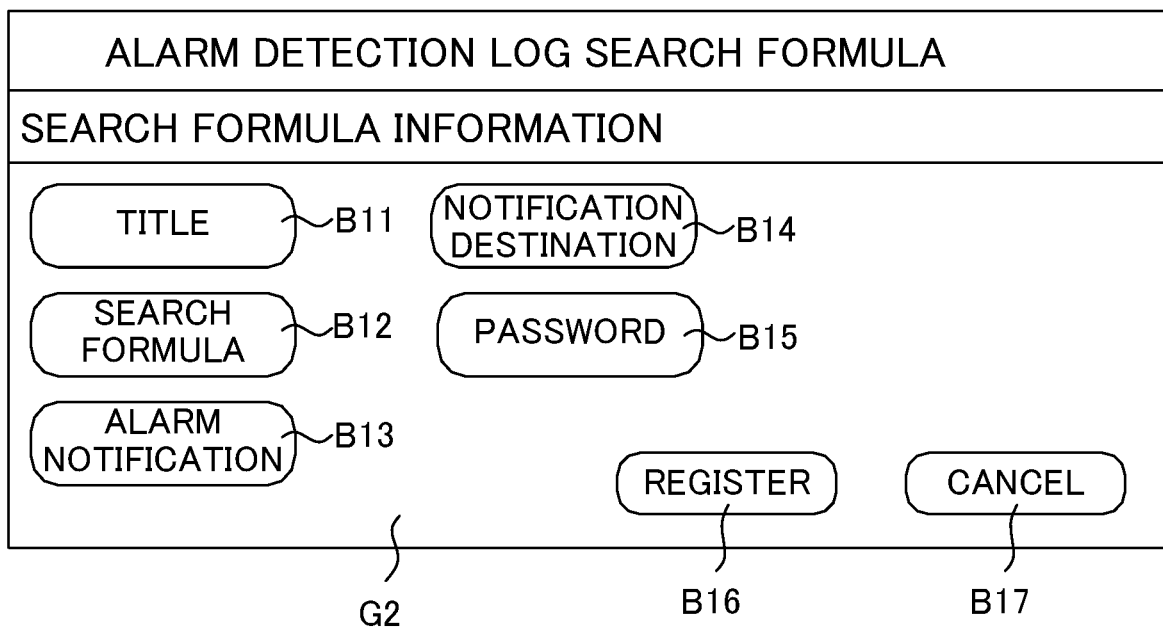 ALARM DETECTION LOG SEARCH FORMULA
SEARCH FORMULA INFORMATION
TITLE
B11
NOTIFICATION
DESTINATION
B14
SEARCH
FORMULA
B12
PASSWORD
B15
ALARM
NOTIFICATION
B13
REGISTER
CANCEL
G2
B16
B17